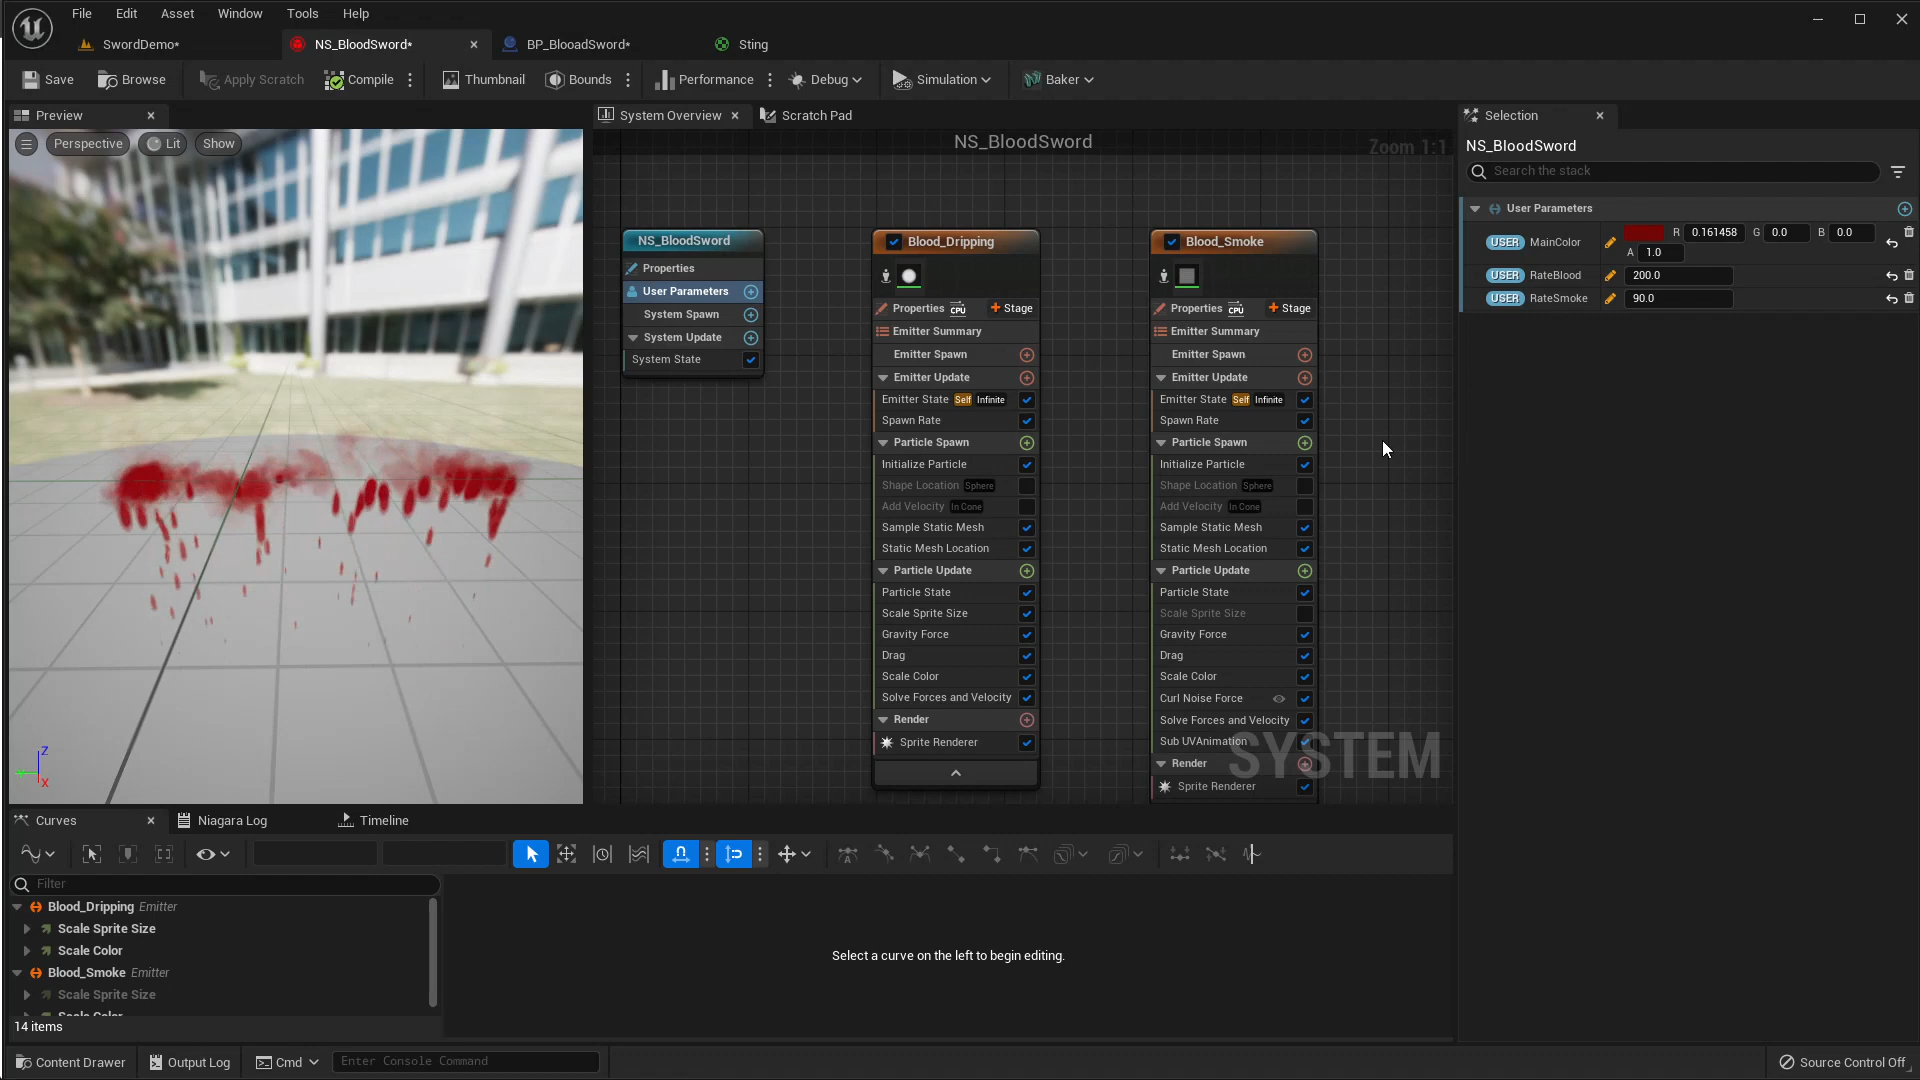 File Edit Asset Window Tools Help
SwordDemo* NS_BloodSword* BP_BlooadSword* Sting
Save Browse Apply Scratch Compile Thumbnail Bounds Performance Debug Simulation Baker
Preview System Overview Scratch Pad Selection
Perspective Lit Show
NS_BloodSword Zoom 1:1
NS_BloodSword
Search the stack
User Parameters
USER MainColor R 0.161458 G 0.0 B 0.0
A 1.0
USER RateBlood 200.0
USER RateSmoke 90.0
NS_BloodSword
Properties
User Parameters
System Spawn
System Update
System State
Blood_Dripping
Properties CPU + Stage
Emitter Summary
Emitter Spawn
Emitter Update
Emitter State Self Infinite
Spawn Rate
Particle Spawn
Initialize Particle
Shape Location Sphere
Add Velocity In Cone
Sample Static Mesh
Static Mesh Location
Particle Update
Particle State
Scale Sprite Size
Gravity Force
Drag
Scale Color
Solve Forces and Velocity
Render
Sprite Renderer
Blood_Smoke
Properties CPU + Stage
Emitter Summary
Emitter Spawn
Emitter Update
Emitter State Self Infinite
Spawn Rate
Particle Spawn
Initialize Particle
Shape Location Sphere
Add Velocity In Cone
Sample Static Mesh
Static Mesh Location
Particle Update
Particle State
Scale Sprite Size
Gravity Force
Drag
Scale Color
Curl Noise Force
Solve Forces and Velocity
Sub UVAnimation
Render
Sprite Renderer
SYSTEM
Z
X
Curves Niagara Log Timeline
Filter
Blood_Dripping Emitter
Scale Sprite Size
Scale Color
Blood_Smoke Emitter
Scale Sprite Size
Scale Color
14 items
Select a curve on the left to begin editing.
Content Drawer Output Log Cmd Enter Console Command Source Control Off